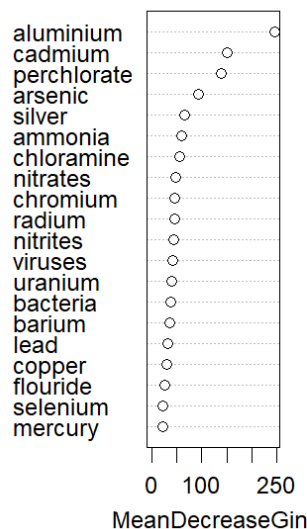 aluminium
cadmium
perchlorate
arsenic
silver
ammonia
chloramine
nitrates
chromium
radium
nitrites
viruses
uranium
bacteria
barium
lead
copper
flouride
selenium
mercury
0 100 250
MeanDecreaseGin